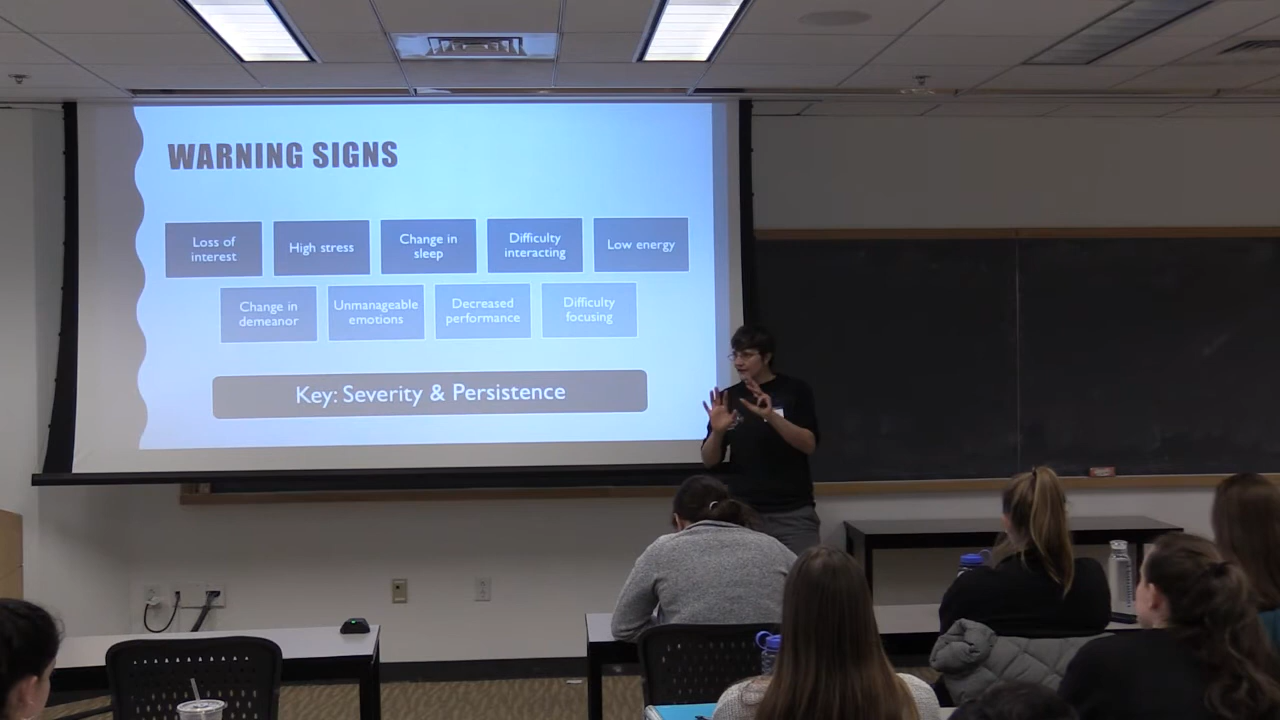 WARNING SIGNS
Loss of
interest
High stress
Change in
sleep
Difficulty
interacting
Low energy
Change in
demeanor
Unmanageable
emotions
Decreased
performance
Difficulty
focusing
Key: Severity & Persistence